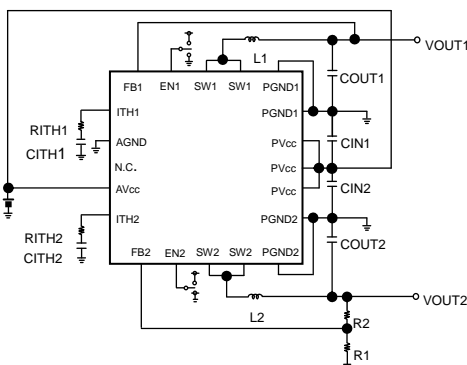 VOUT1
L1
COUT1
FB1 EN1 SW1 SW1 PGND1
ITH1 PGND1
RITH1
CITH1
AGND PVcc
CIN1
N.C. PVcc
AVcc PVcc
CIN2
ITH2 PGND2
RITH2
CITH2
COUT2
FB2 EN2 SW2 SW2 PGND2
VOUT2
L2
R2
R1